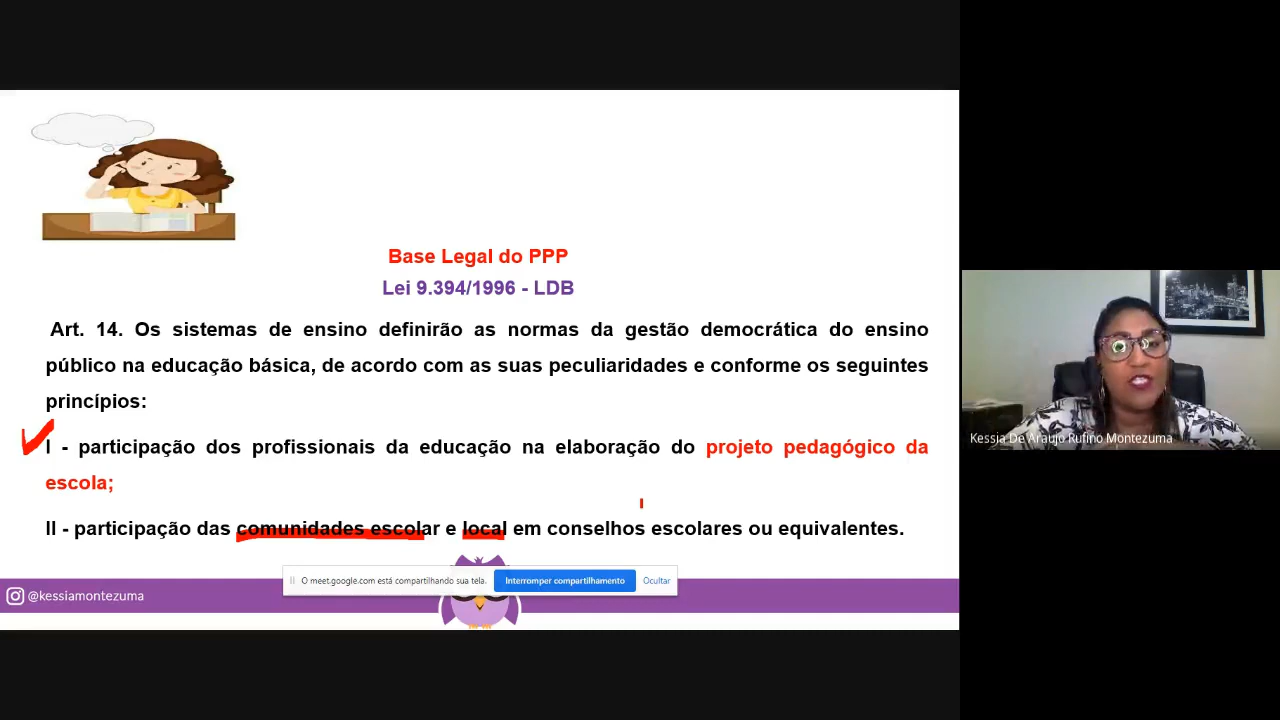 Base Legal do PPP
Lei 9.394/1996 - LDB
Art. 14. Os sistemas de ensino definirão as normas da gestão democrática do ensino
público na educação básica, de acordo com as suas peculiaridades e conforme os seguintes
princípios:
I - participação dos profissionais da educação na elaboração do projeto pedagógico da
escola;
II - participação das comunidades escolar e local em conselhos escolares ou equivalentes.
O meet.google.com está compartilhando sua tela.
Interromper compartilhamento
Ocultar
@kessiamontezuma
Kessia De Araujo Rufino Montezuma